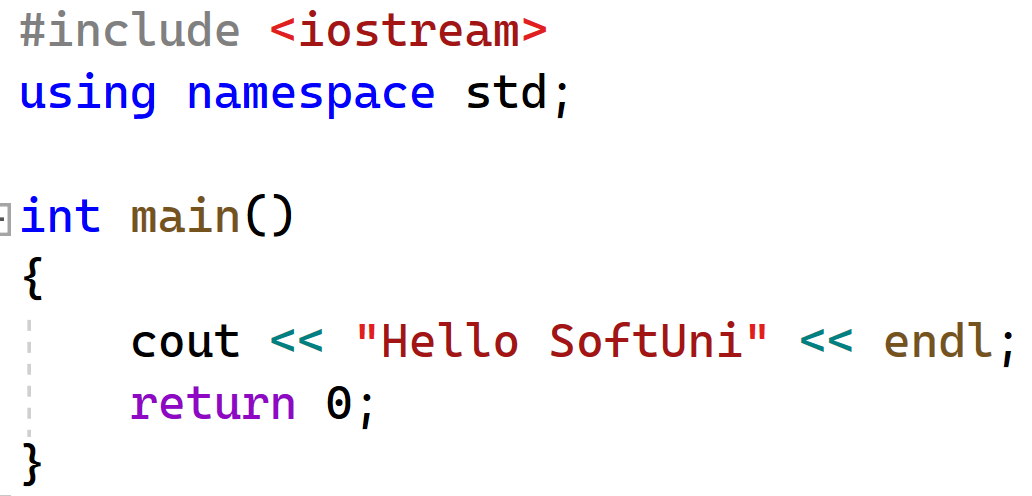 #include <iostream>
using namespace std;
int main()
{
cout << "Hello SoftUni" << endl;
return 0;
}